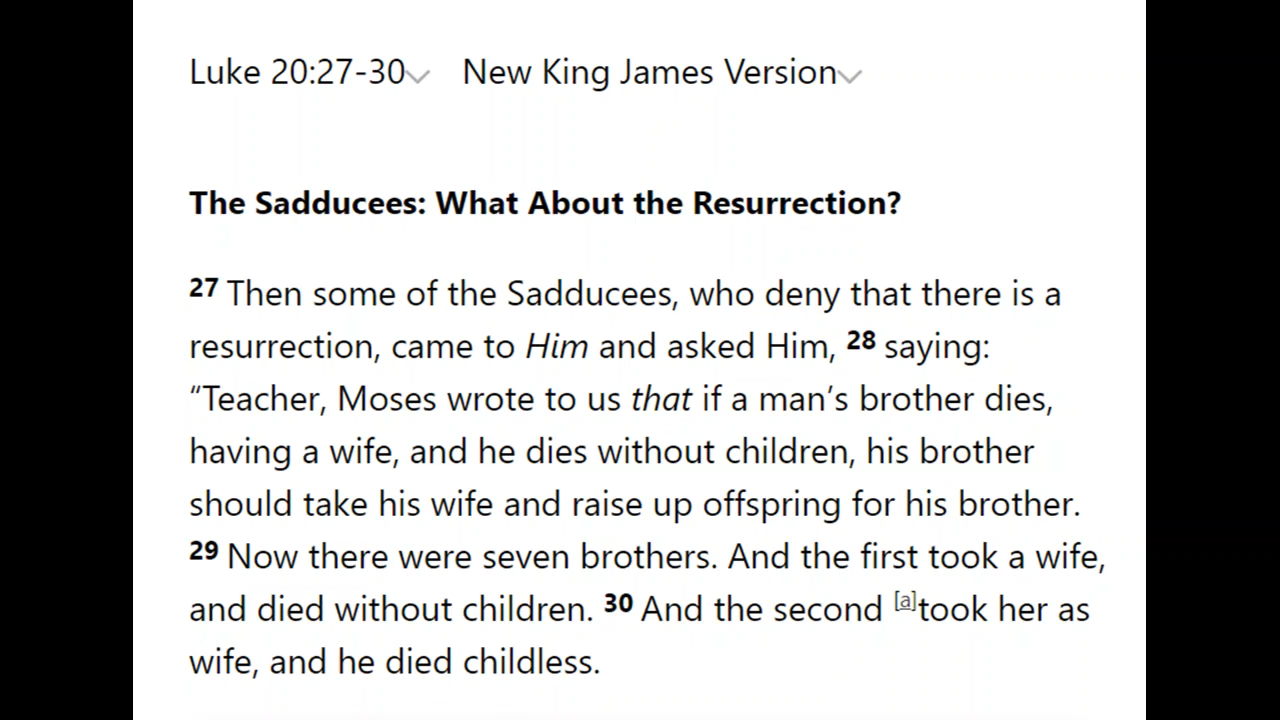 Luke 20:27-30 New King James Version
The Sadducees: What About the Resurrection?
27 Then some of the Sadducees, who deny that there is a
resurrection, came to Him and asked Him, 28 saying:
“Teacher, Moses wrote to us that if a man’s brother dies,
having a wife, and he dies without children, his brother
should take his wife and raise up offspring for his brother.
29 Now there were seven brothers. And the first took a wife,
and died without children. 30 And the second [a]took her as
wife, and he died childless.